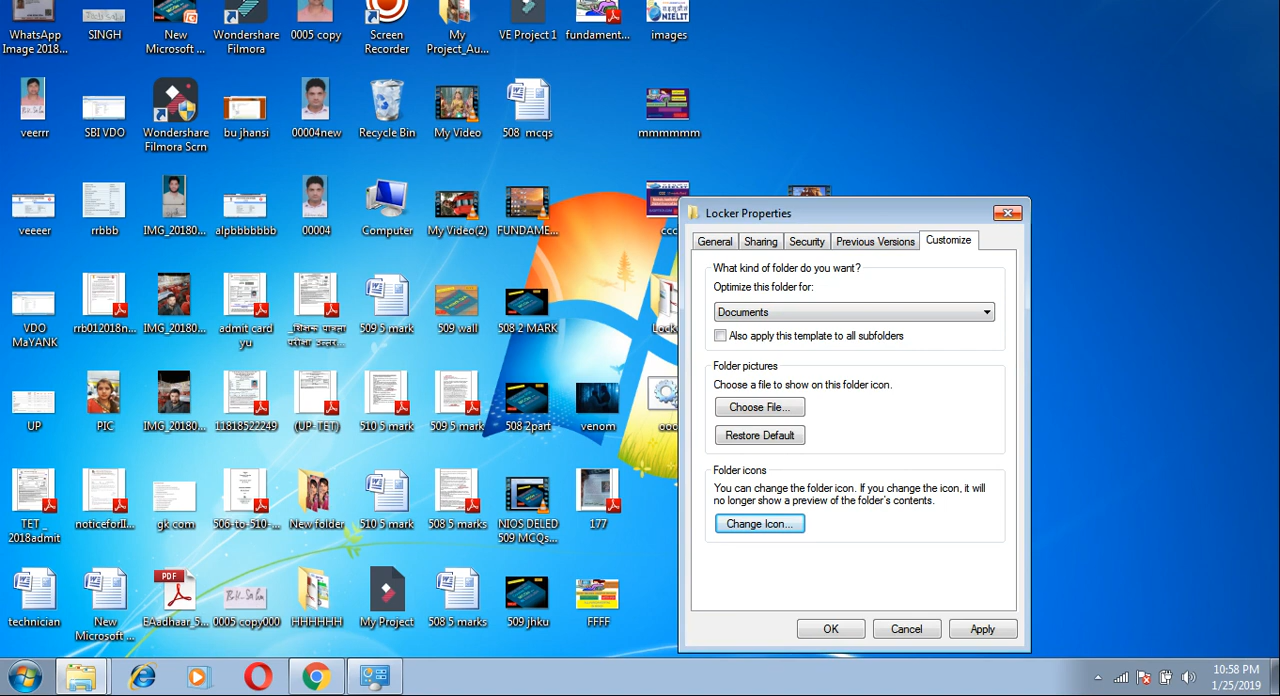 WhatsApp
Image 2018...
SINGH
New
Microsoft ...
Wondershare
Filmora
0005 copy
Screen
Recorder
My
Project_Au...
VE Project 1
fundament...
NIELIT
images
veerrr
SBI VDO
Wondershare
Filmora Scrn
bu jhansi
00004new
Recycle Bin
My Video
508 mcqs
mmmmmm
veeeer
rrbbb
IMG_20180...
alpbbbbbbb
00004
Computer
My Video(2)
FUNDAME...
ccc
VDO
MaYANK
rrb012018n...
IMG_20180...
admit card
yu
509 5 mark
509 wall
508 2 MARK
Lock
UP
PIC
IMG_20180...
11818522249
(UP-TET)
510 5 mark
509 5 mark
508 2part
venom
ooo
TET _
2018admit
noticeforII...
gk com
506-to-510-...
New folder
510 5 mark
508 5 marks
NIOS DELED
509 MCQs...
177
technician
New
Microsoft ...
PDF
EAadhaar_5...
0005 copy000
HHHHHH
My Project
508 5 marks
509 jhku
FFFF
Locker Properties
General
Sharing
Security
Previous Versions
Customize
What kind of folder do you want?
Optimize this folder for:
Documents
Also apply this template to all subfolders
Folder pictures
Choose a file to show on this folder icon.
Choose File...
Restore Default
Folder icons
You can change the folder icon. If you change the icon, it will
no longer show a preview of the folder's contents.
Change Icon...
OK
Cancel
Apply
10:58 PM
1/25/2019